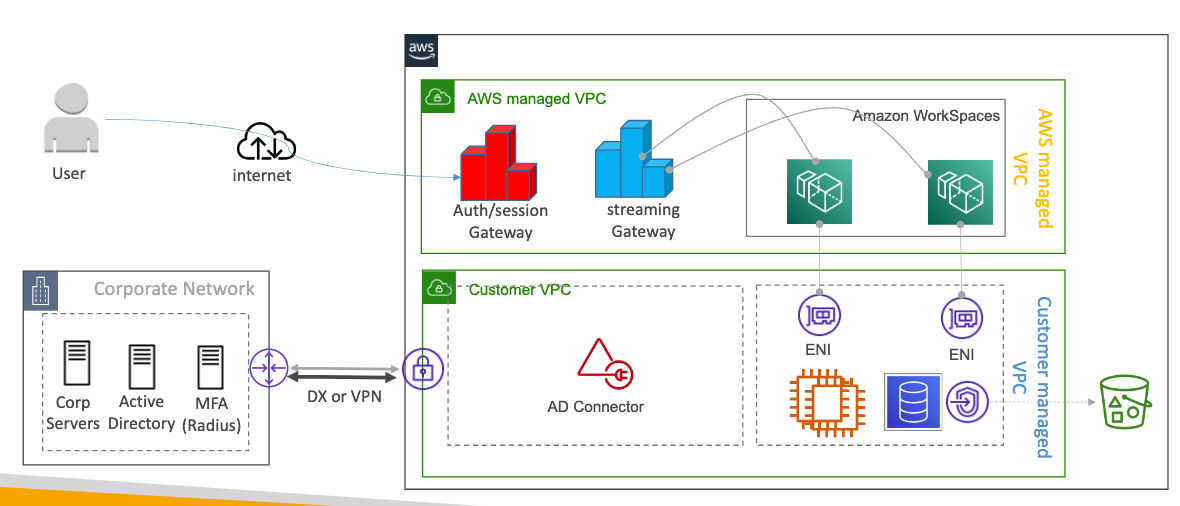 aws
AWS managed VPC
Amazon WorkSpaces
AWS managed
VPC
User
internet
Auth/session
Gateway
streaming
Gateway
Corporate Network
Customer VPC
Customer managed
VPC
ENI
ENI
Corp
Servers
Active
Directory
MFA
(Radius)
DX or VPN
AD Connector